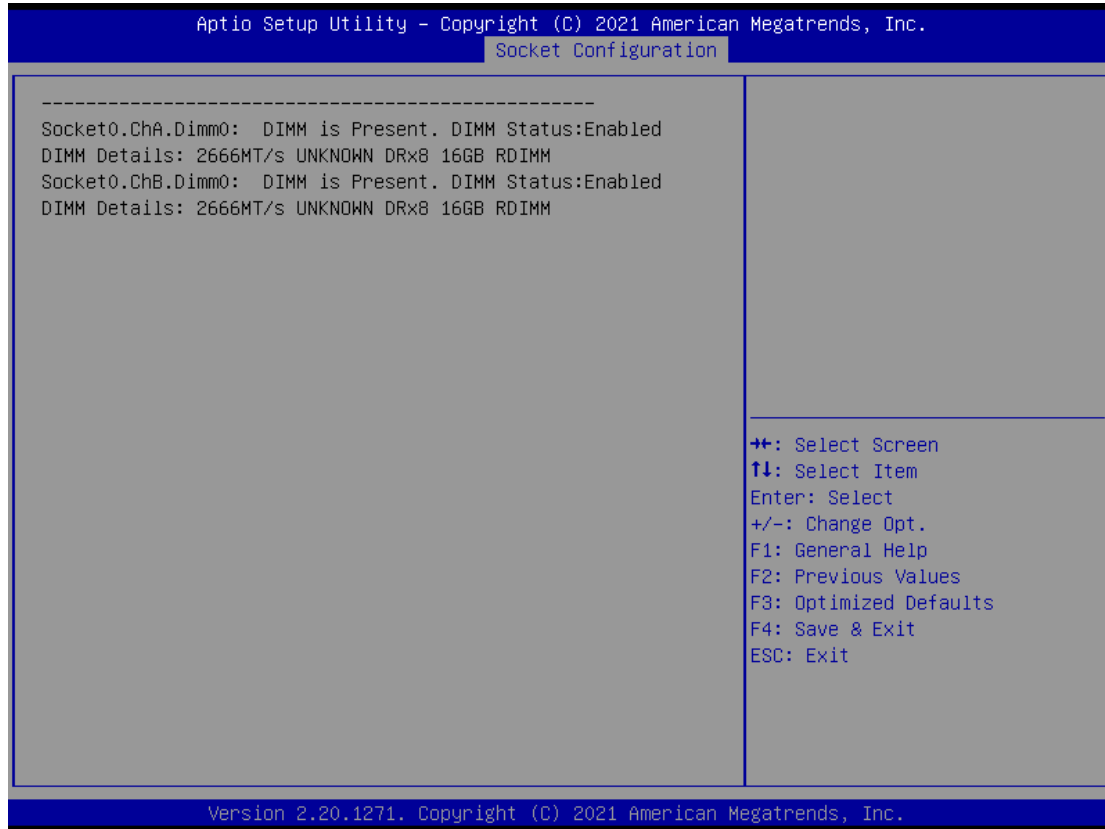 Aptio Setup Utility – Copyright (C) 2021 American Megatrends, Inc.
Socket Configuration
--------------------------------------------------
Socket0.ChA.Dimm0:  DIMM is Present. DIMM Status:Enabled
DIMM Details: 2666MT/s UNKNOWN DRx8 16GB RDIMM
Socket0.ChB.Dimm0:  DIMM is Present. DIMM Status:Enabled
DIMM Details: 2666MT/s UNKNOWN DRx8 16GB RDIMM
→←: Select Screen
↑↓: Select Item
Enter: Select
+/-: Change Opt.
F1: General Help
F2: Previous Values
F3: Optimized Defaults
F4: Save & Exit
ESC: Exit
Version 2.20.1271. Copyright (C) 2021 American Megatrends, Inc.